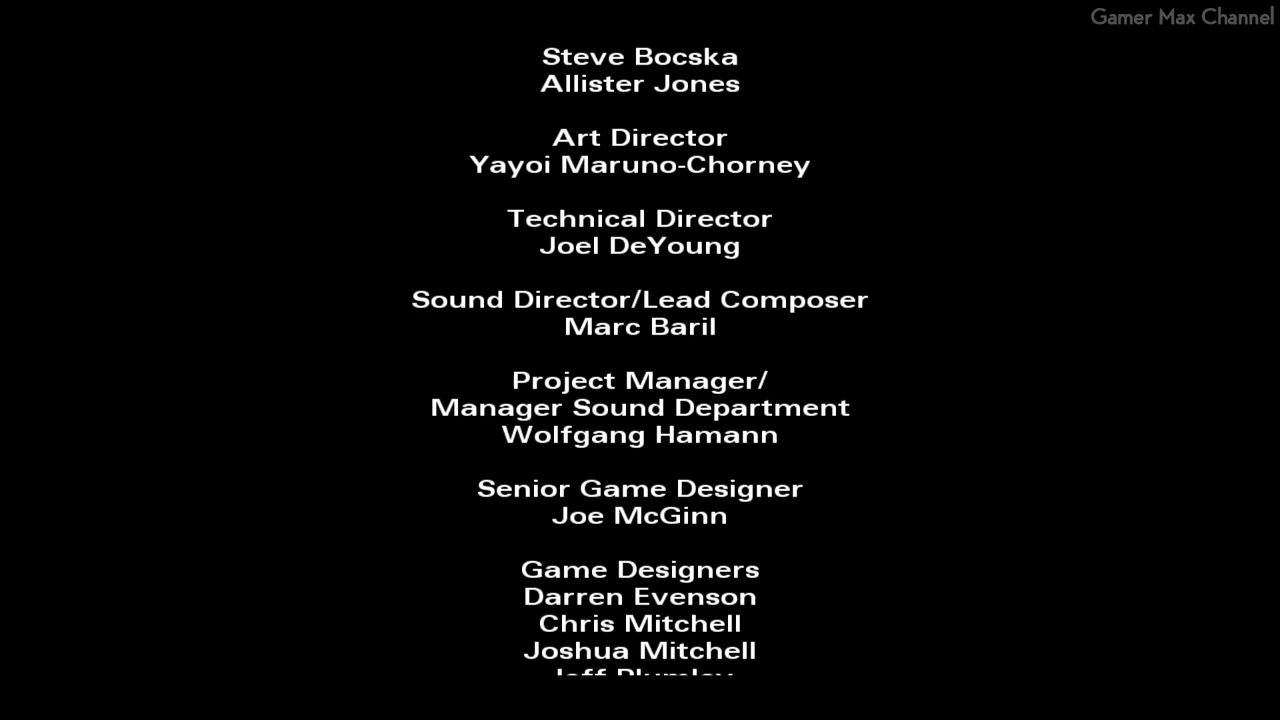 Gamer Max Channel
Steve Bocska
Allister Jones
Art Director
Yayoi Maruno-Chorney
Technical Director
Joel DeYoung
Sound Director/Lead Composer
Marc Baril
Project Manager/
Manager Sound Department
Wolfgang Hamann
Senior Game Designer
Joe McGinn
Game Designers
Darren Evenson
Chris Mitchell
Joshua Mitchell